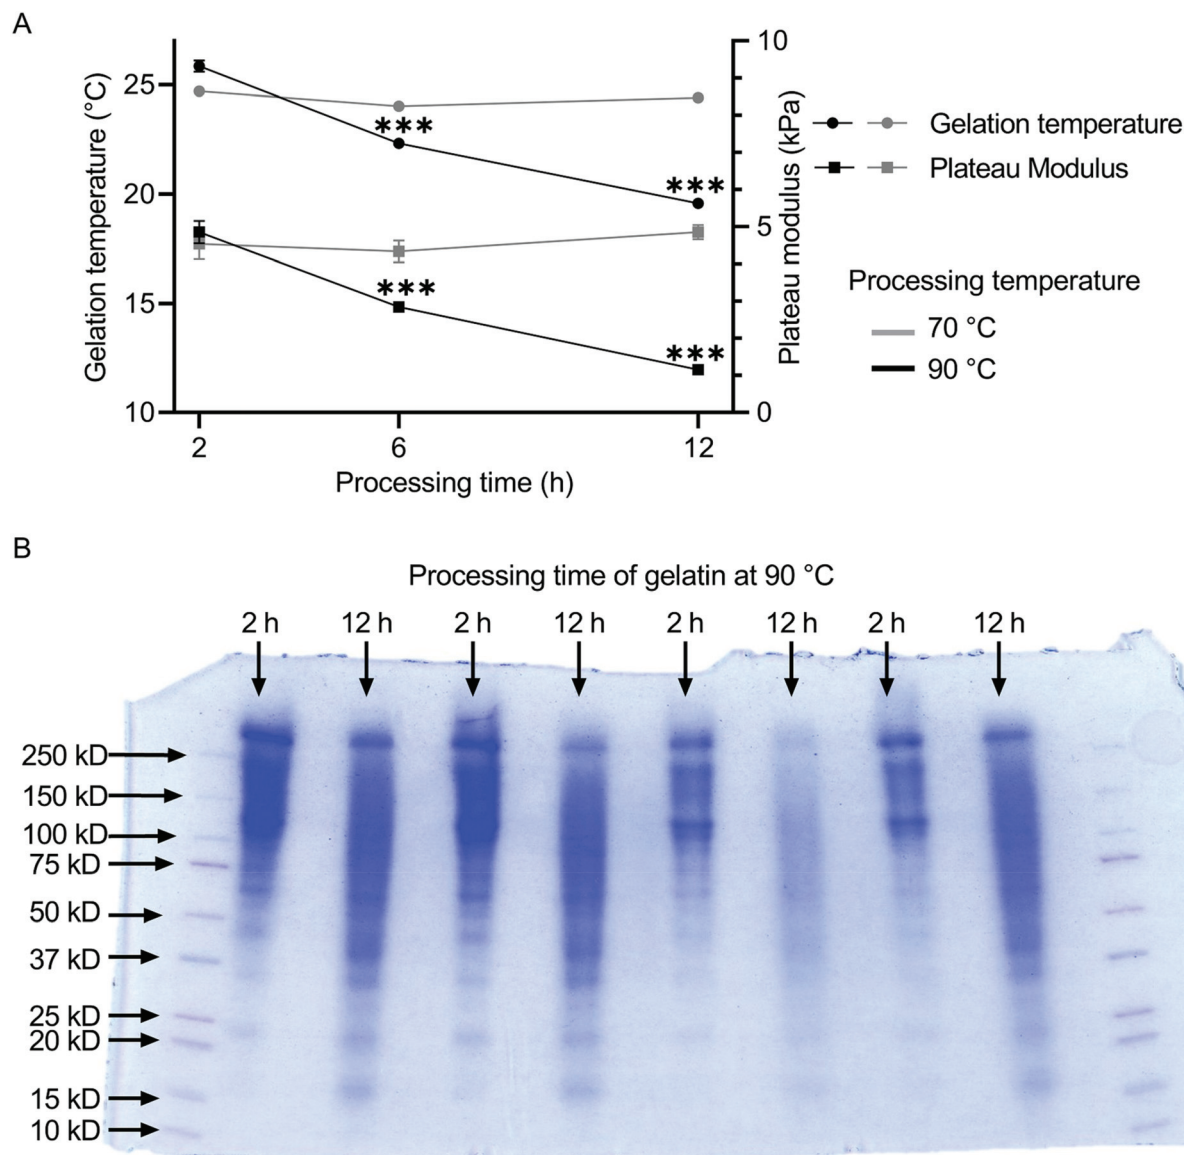 A
Gelation temperature (°C)
25
20
15
10
2
6
12
Processing time (h)
***
***
***
***
10
5
0
Plateau modulus (kPa)
Gelation temperature
Plateau Modulus
Processing temperature
70 °C
90 °C
B
Processing time of gelatin at 90 °C
2 h 12 h 2 h 12 h 2 h 12 h 2 h 12 h
250 kD
150 kD
100 kD
75 kD
50 kD
37 kD
25 kD
20 kD
15 kD
10 kD